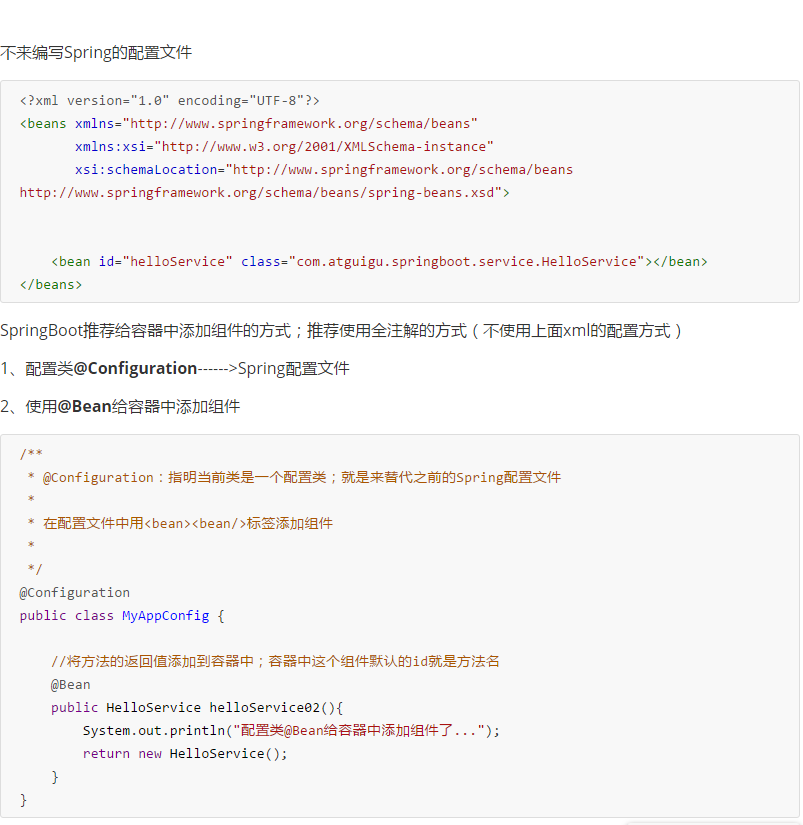 不来编写Spring的配置文件
<?xml version="1.0" encoding="UTF-8"?>
<beans xmlns="http://www.springframework.org/schema/beans"
       xmlns:xsi="http://www.w3.org/2001/XMLSchema-instance"
       xsi:schemaLocation="http://www.springframework.org/schema/beans
http://www.springframework.org/schema/beans/spring-beans.xsd">
    <bean id="helloService" class="com.atguigu.springboot.service.HelloService"></bean>
</beans>
SpringBoot推荐给容器中添加组件的方式；推荐使用全注解的方式（不使用上面xml的配置方式）
1、配置类@Configuration------>Spring配置文件
2、使用@Bean给容器中添加组件
/**
 * @Configuration：指明当前类是一个配置类；就是来替代之前的Spring配置文件
 *
 * 在配置文件中用<bean><bean/>标签添加组件
 *
 */
@Configuration
public class MyAppConfig {
    //将方法的返回值添加到容器中；容器中这个组件默认的id就是方法名
    @Bean
    public HelloService helloService02(){
        System.out.println("配置类@Bean给容器中添加组件了...");
        return new HelloService();
    }
}